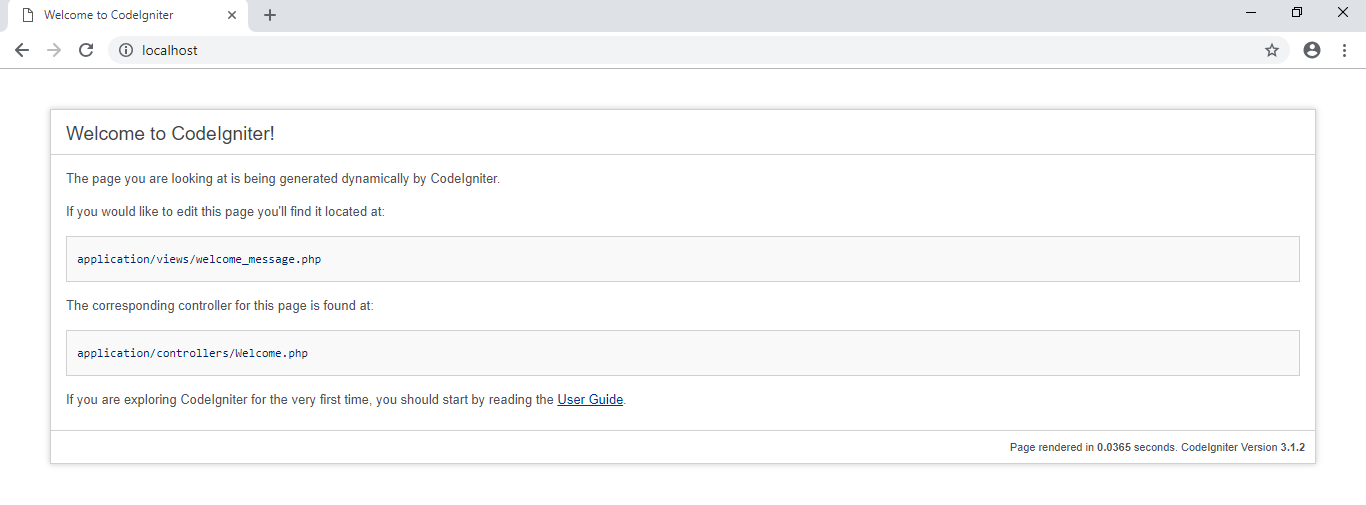 Welcome to CodeIgniter
localhost
Welcome to CodeIgniter!
The page you are looking at is being generated dynamically by CodeIgniter.
If you would like to edit this page you'll find it located at:
application/views/welcome_message.php
The corresponding controller for this page is found at:
application/controllers/Welcome.php
If you are exploring CodeIgniter for the very first time, you should start by reading the User Guide.
Page rendered in 0.0365 seconds. CodeIgniter Version 3.1.2